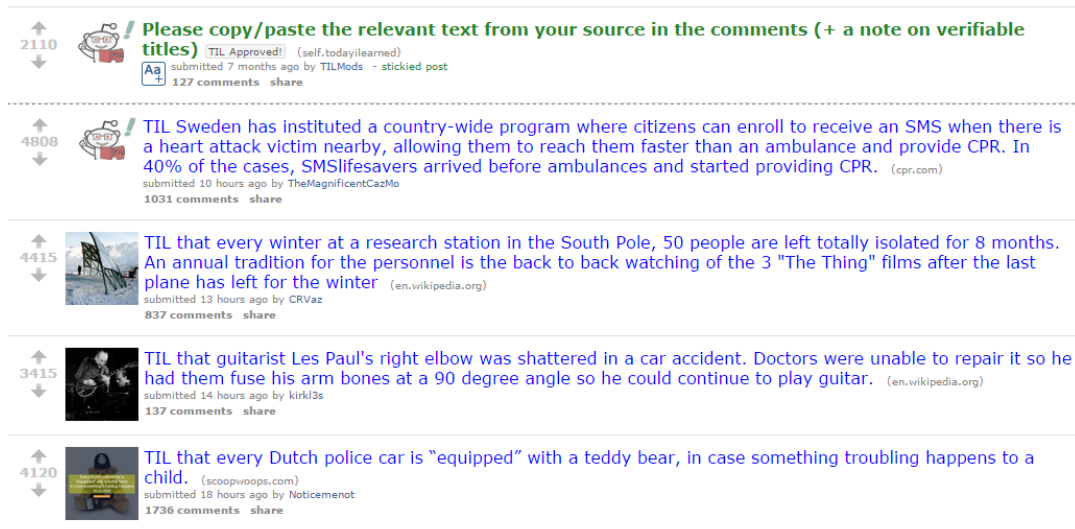 Please copy/paste the relevant text from your source in the comments (+ a note on verifiable
2110
titles) TIL Approved! (self.todayilearned)
Aa+ submitted 7 months ago by TILMods - stickied post
127 comments share
TIL Sweden has instituted a country-wide program where citizens can enroll to receive an SMS when there is
4808
a heart attack victim nearby, allowing them to reach them faster than an ambulance and provide CPR. In
40% of the cases, SMSlifesavers arrived before ambulances and started providing CPR. (cpr.com)
submitted 10 hours ago by TheMagnificentCazMo
1031 comments share
TIL that every winter at a research station in the South Pole, 50 people are left totally isolated for 8 months.
4415
An annual tradition for the personnel is the back to back watching of the 3 "The Thing" films after the last
plane has left for the winter (en.wikipedia.org)
submitted 13 hours ago by CRVaz
837 comments share
TIL that guitarist Les Paul's right elbow was shattered in a car accident. Doctors were unable to repair it so he
3415
had them fuse his arm bones at a 90 degree angle so he could continue to play guitar. (en.wikipedia.org)
submitted 14 hours ago by kirkl3s
137 comments share
TIL that every Dutch police car is “equipped” with a teddy bear, in case something troubling happens to a
4120
child. (scoopwoops.com)
submitted 18 hours ago by Noticemenot
1736 comments share